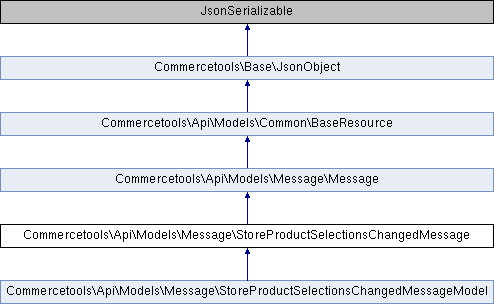 JsonSerializable
Commercetools\Base\JsonObject
Commercetools\Api\Models\Common\BaseResource
Commercetools\Api\Models\Message\Message
Commercetools\Api\Models\Message\StoreProductSelectionsChangedMessage
Commercetools\Api\Models\Message\StoreProductSelectionsChangedMessageModel